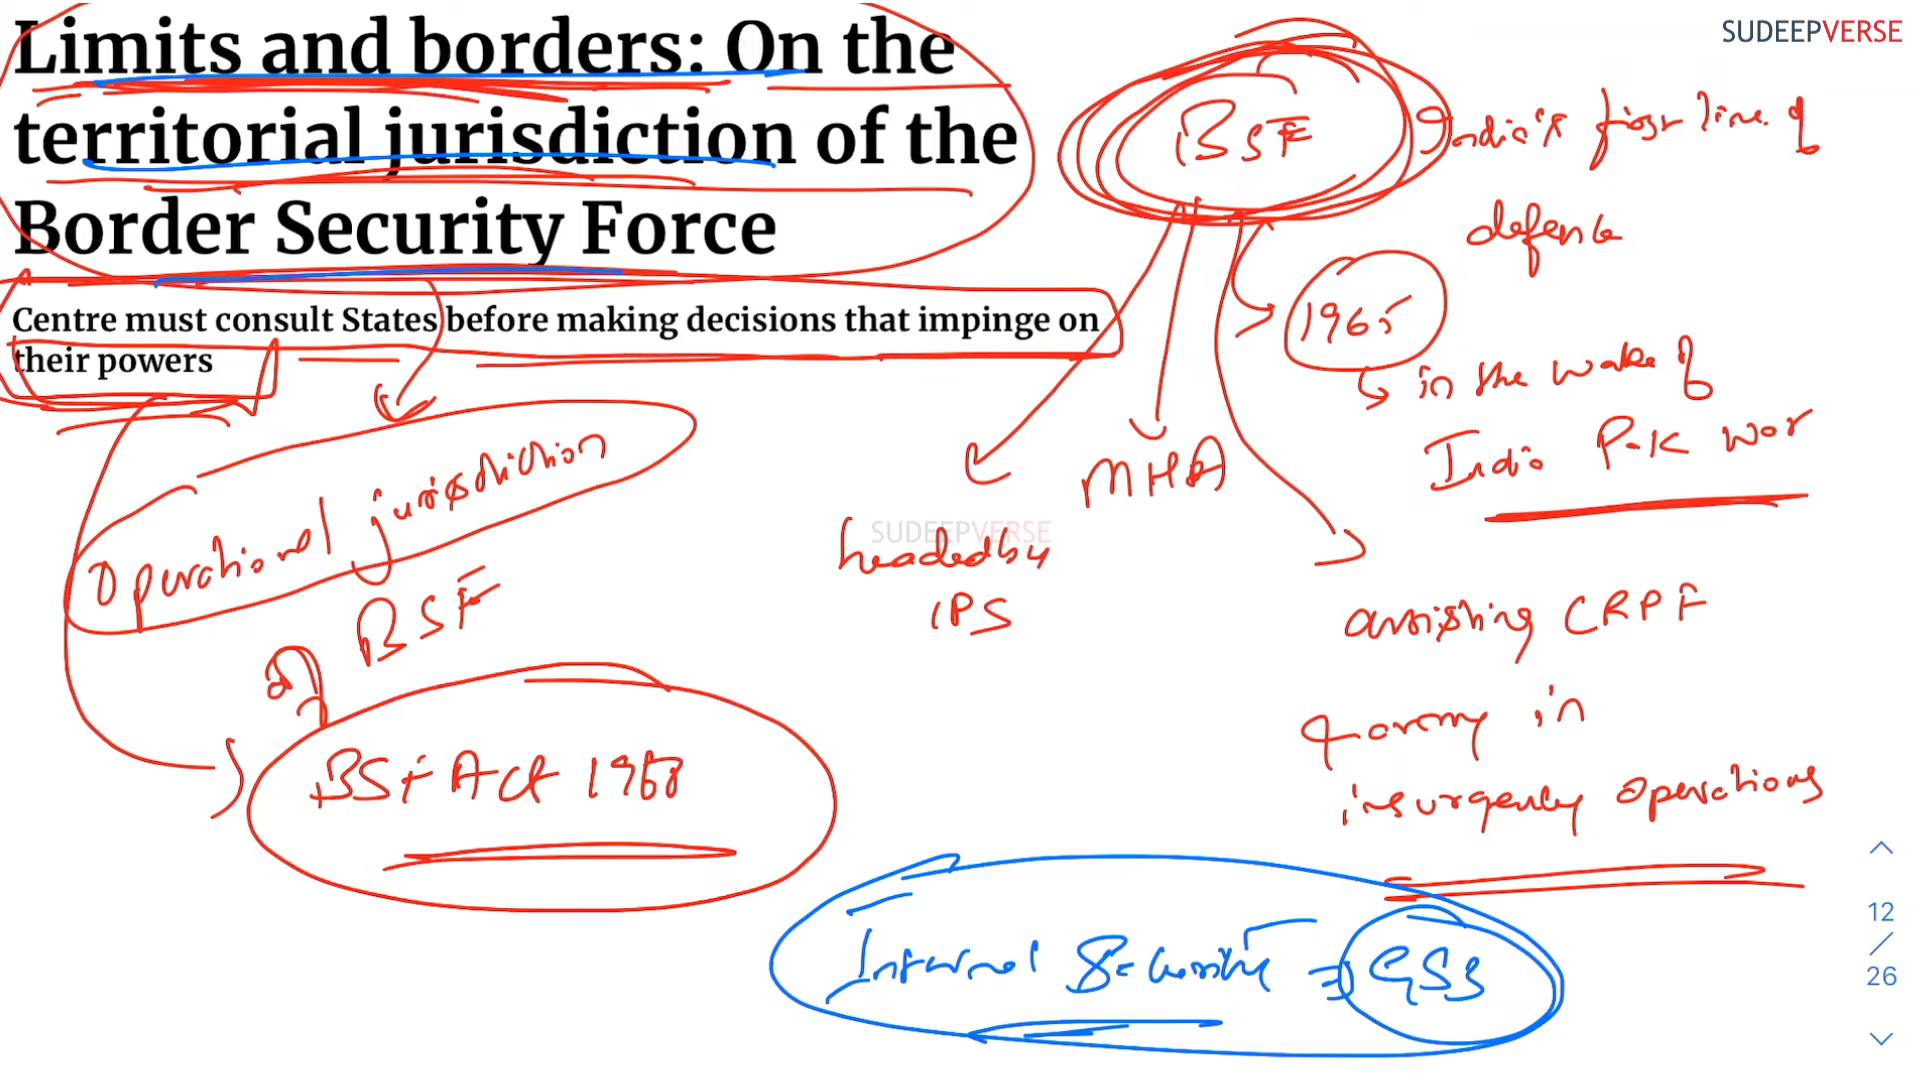 SUDEEPVERSE
Limits and borders: On the
territorial jurisdiction of the
Border Security Force
Centre must consult States before making decisions that impinge on
their powers
BSF
India's first line of
defence
1965
in the wake of
India Pak war
MHA
headed by
IPS
SUDEEPVERSE
Operational jurisdiction
of BSF
BSF Act 1968
assisting CRPF
in
insurgency operations
Internal Security ⇒ GS3
12
/
26